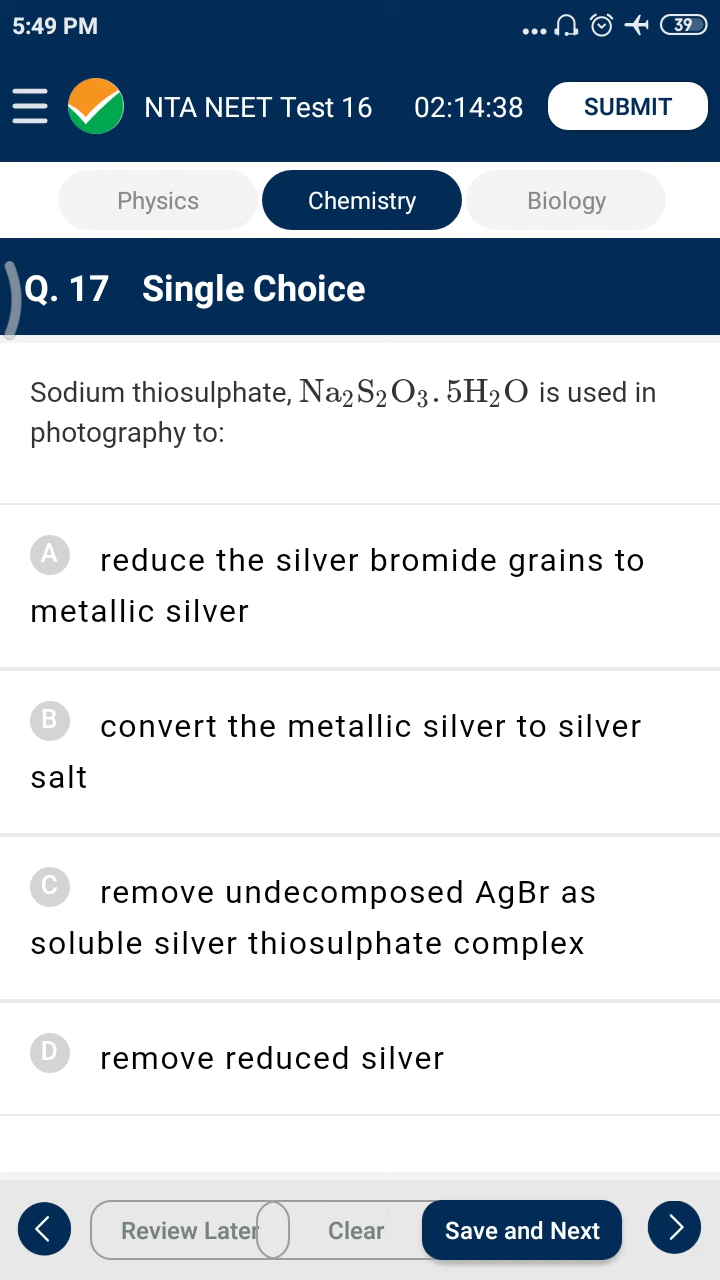 5:49 PM
39
NTA NEET Test 16 02:14:38 SUBMIT
Physics Chemistry Biology
Q. 17 Single Choice
Sodium thiosulphate, Na₂S₂O₃. 5H₂O is used in
photography to:
A reduce the silver bromide grains to
metallic silver
B convert the metallic silver to silver
salt
C remove undecomposed AgBr as
soluble silver thiosulphate complex
D remove reduced silver
Review Later Clear Save and Next